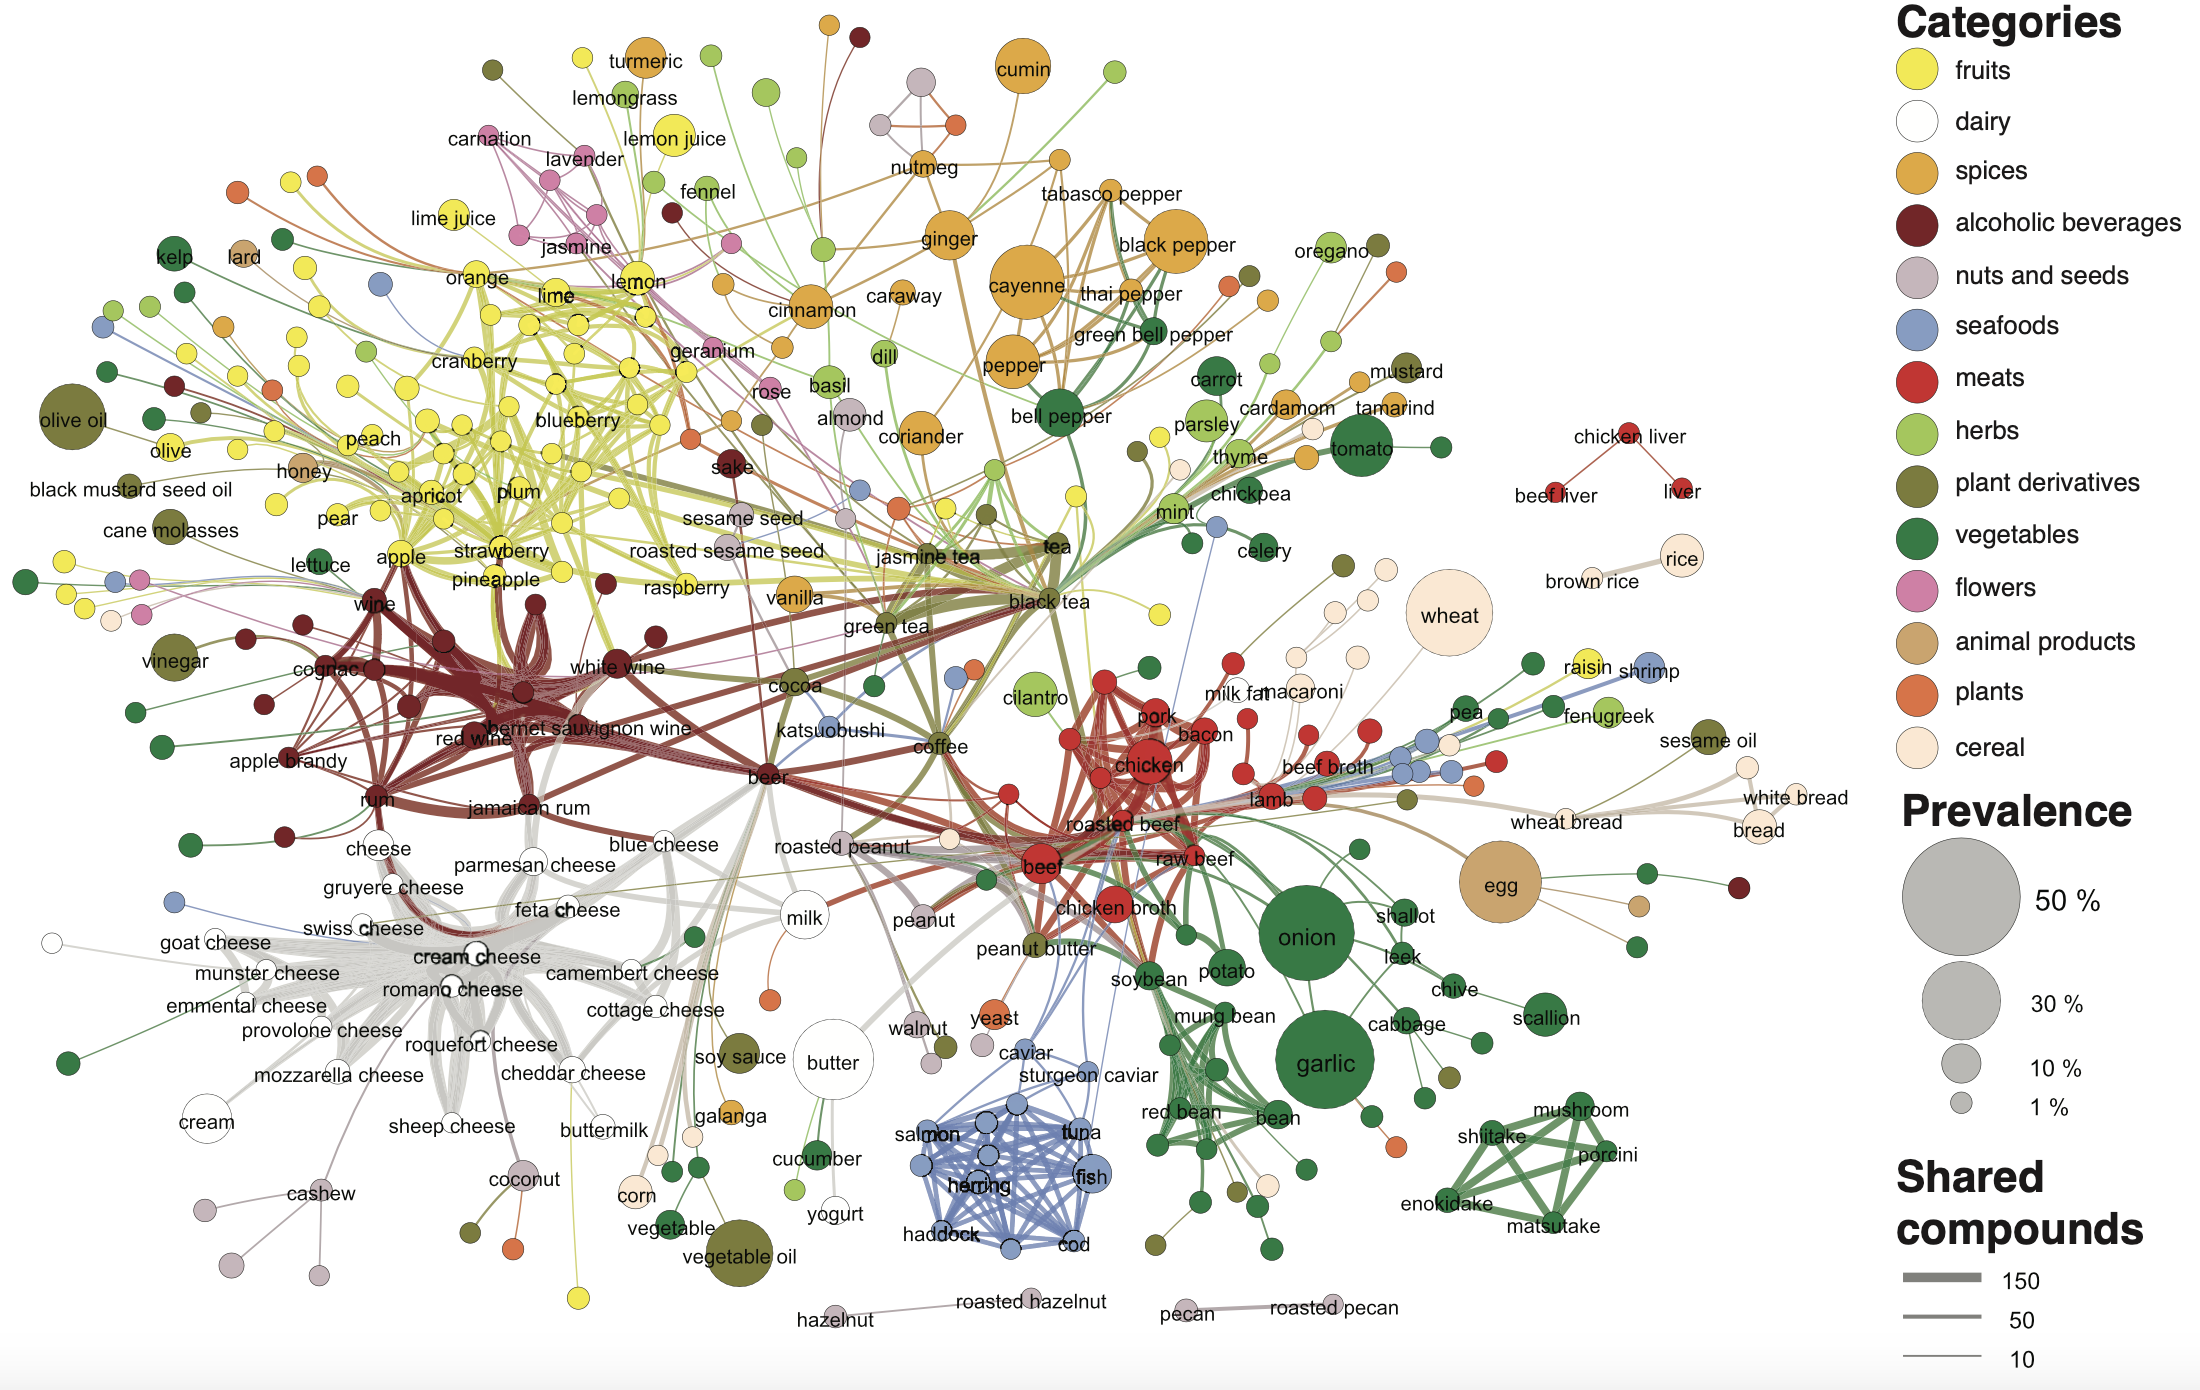 turmeric
cumin
lemongrass
carnation
lemon juice
lavender
nutmeg
fennel
tabasco pepper
lime juice
jasmine
ginger
black pepper
oregano
kelp
lard
orange
lemon
lime
cayenne
thai pepper
caraway
cinnamon
green bell pepper
cranberry
geranium
dill
pepper
carrot
mustard
rose
basil
almond
bell pepper
cardamom
tamarind
parsley
olive oil
blueberry
peach
coriander
chicken liver
olive
thyme
tomato
honey
sake
black mustard seed oil
apricot
plum
chickpea
beef liver
liver
cane molasses
pear
sesame seed
mint
lettuce
apple
strawberry
roasted sesame seed
jasmine tea
tea
celery
rice
pineapple
raspberry
brown rice
wine
vanilla
black tea
green tea
wheat
vinegar
cognac
white wine
cocoa
cilantro
milk fat
macaroni
raisin
shrimp
pork
pea
fenugreek
red wine
bernet sauvignon wine
katsuobushi
bacon
coffee
sesame oil
apple brandy
beer
chicken
beef broth
rum
jamaican rum
lamb
white bread
cheese
blue cheese
roasted peanut
roasted beef
wheat bread
bread
parmesan cheese
beef
raw beef
gruyere cheese
egg
feta cheese
milk
peanut
chicken broth
shallot
swiss cheese
goat cheese
cream cheese
peanut butter
onion
leek
munster cheese
camembert cheese
soybean
potato
romano cheese
chive
emmental cheese
cottage cheese
provolone cheese
walnut
yeast
mung bean
cabbage
scallion
roquefort cheese
soy sauce
butter
caviar
garlic
mozzarella cheese
cheddar cheese
sturgeon caviar
cream
sheep cheese
buttermilk
galanga
red bean
bean
mushroom
salmon
tuna
shiitake
porcini
cucumber
coconut
fish
herring
cashew
corn
yogurt
enokidake
vegetable
haddock
cod
matsutake
vegetable oil
hazelnut
roasted hazelnut
pecan
roasted pecan
Categories
fruits
dairy
spices
alcoholic beverages
nuts and seeds
seafoods
meats
herbs
plant derivatives
vegetables
flowers
animal products
plants
cereal
Prevalence
50 %
30 %
10 %
1 %
Shared
compounds
150
50
10